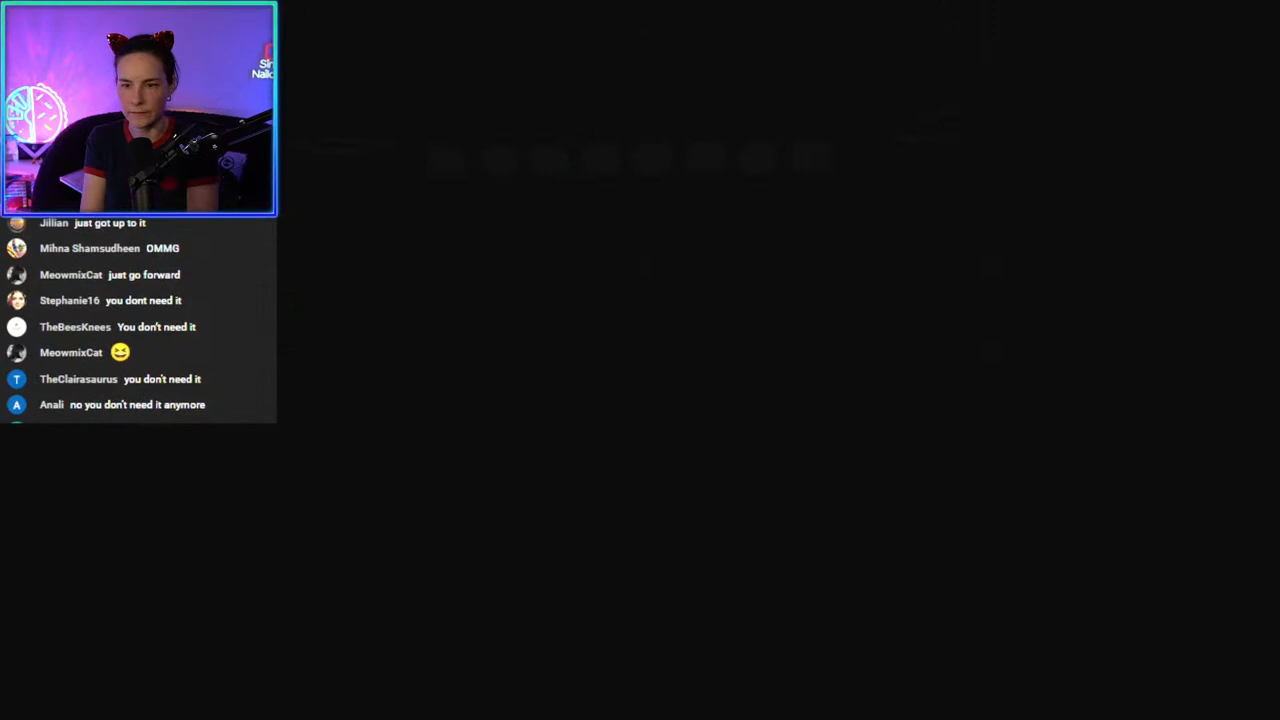 Jillian just got up to it
Mihna Shamsudheen OMMG
MeowmixCat just go forward
Stephanie16 you dont need it
TheBeesKnees You don't need it
MeowmixCat 😆
T TheClairasaurus you don't need it
A Anali no you don't need it anymore